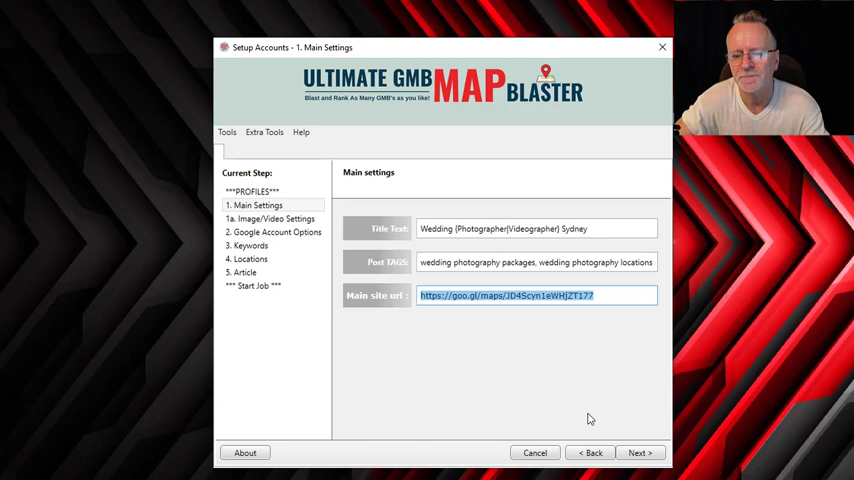 Setup Accounts - 1. Main Settings
ULTIMATE GMB MAP BLASTER
Blast and Rank As Many GMB's as you like!
Tools Extra Tools Help
Current Step:
***PROFILES***
1. Main Settings
1a. Image/Video Settings
2. Google Account Options
3. Keywords
4. Locations
5. Article
*** Start Job ***
Main settings
Title Text: Wedding {Photographer|Videographer} Sydney
Post TAGS: wedding photography packages, wedding photography locations
Main site url : https://goo.gl/maps/JD4Scyn1eWHjZT177
About Cancel < Back Next >